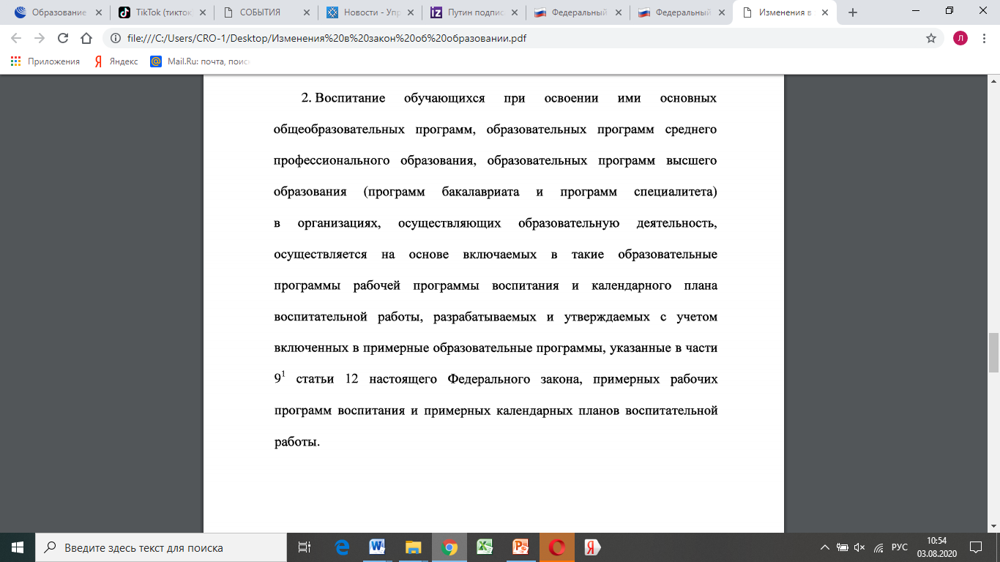 Образование
TikTok (тикток
СОБЫТИЯ
Новости - Упр
Путин подпис
Федеральный
Федеральный
Изменения в
file:///C:/Users/CRO-1/Desktop/Изменения%20в%20закон%20об%20образовании.pdf
Л
Приложения
Яндекс
Mail.Ru: почта, поис
2. Воспитание обучающихся при освоении ими основных
общеобразовательных программ, образовательных программ среднего
профессионального образования, образовательных программ высшего
образования (программ бакалавриата и программ специалитета)
в организациях, осуществляющих образовательную деятельность,
осуществляется на основе включаемых в такие образовательные
программы рабочей программы воспитания и календарного плана
воспитательной работы, разрабатываемых и утверждаемых с учетом
включенных в примерные образовательные программы, указанные в части
9¹ статьи 12 настоящего Федерального закона, примерных рабочих
программ воспитания и примерных календарных планов воспитательной
работы.
Введите здесь текст для поиска
РУС
10:54
03.08.2020